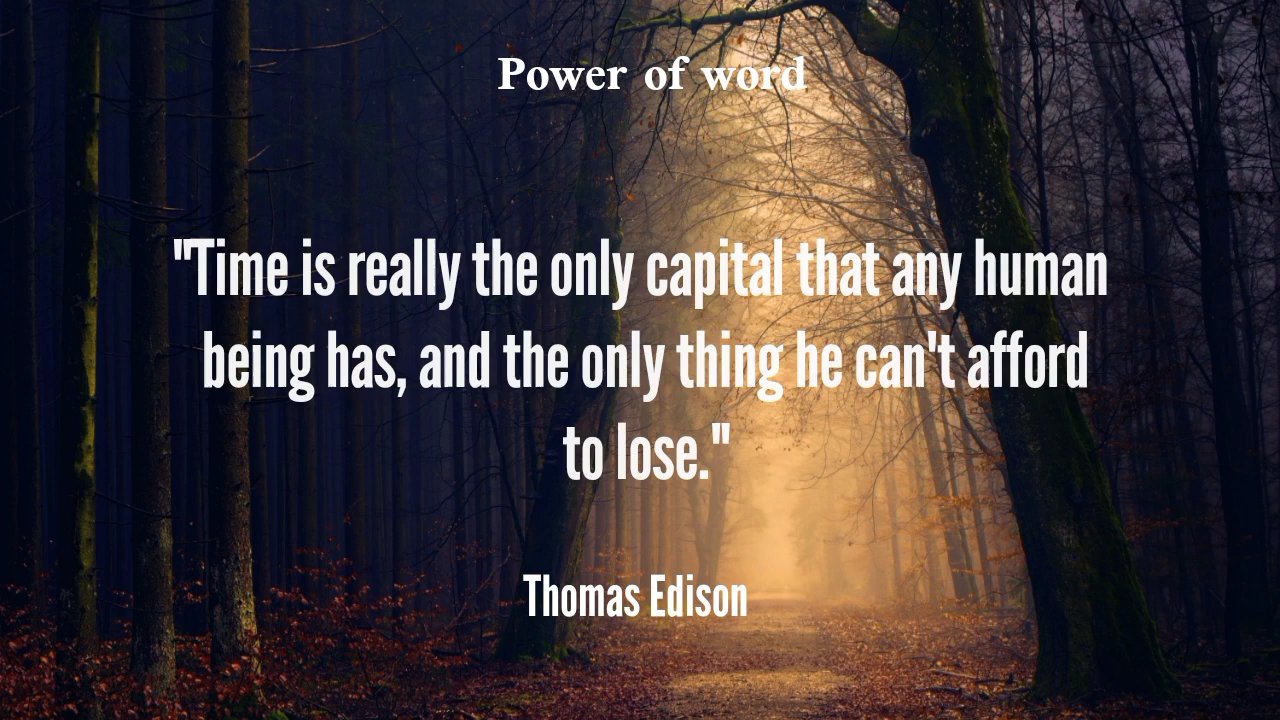 Power of word
"Time is really the only capital that any human
being has, and the only thing he can't afford
to lose."
Thomas Edison